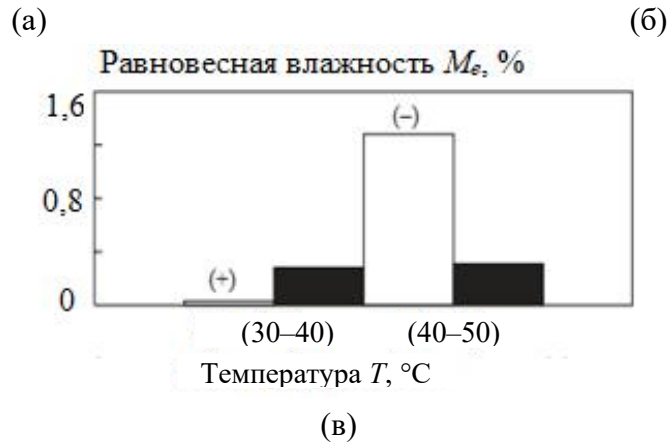 (а) (б)
Равновесная влажность Mₑ, %
1,6
(–)
0,8
(+)
0
(30–40) (40–50)
Температура T, °C
(в)